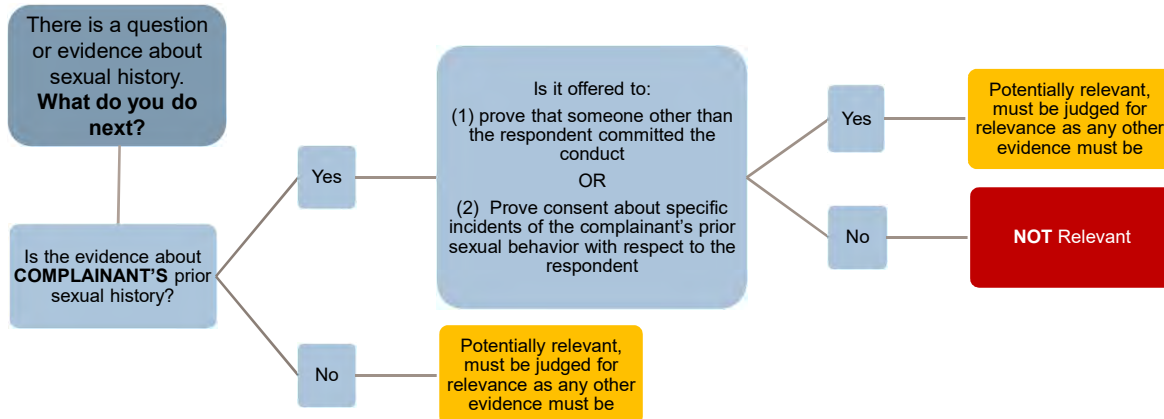 There is a question
or evidence about
sexual history.
What do you do
next?
Is the evidence about
COMPLAINANT'S prior
sexual history?
Yes
No
Is it offered to:
(1) prove that someone other than
the respondent committed the
conduct
OR
(2) Prove consent about specific
incidents of the complainant's prior
sexual behavior with respect to the
respondent
Potentially relevant,
must be judged for
relevance as any other
evidence must be
Yes
No
Potentially relevant,
must be judged for
relevance as any other
evidence must be
NOT Relevant